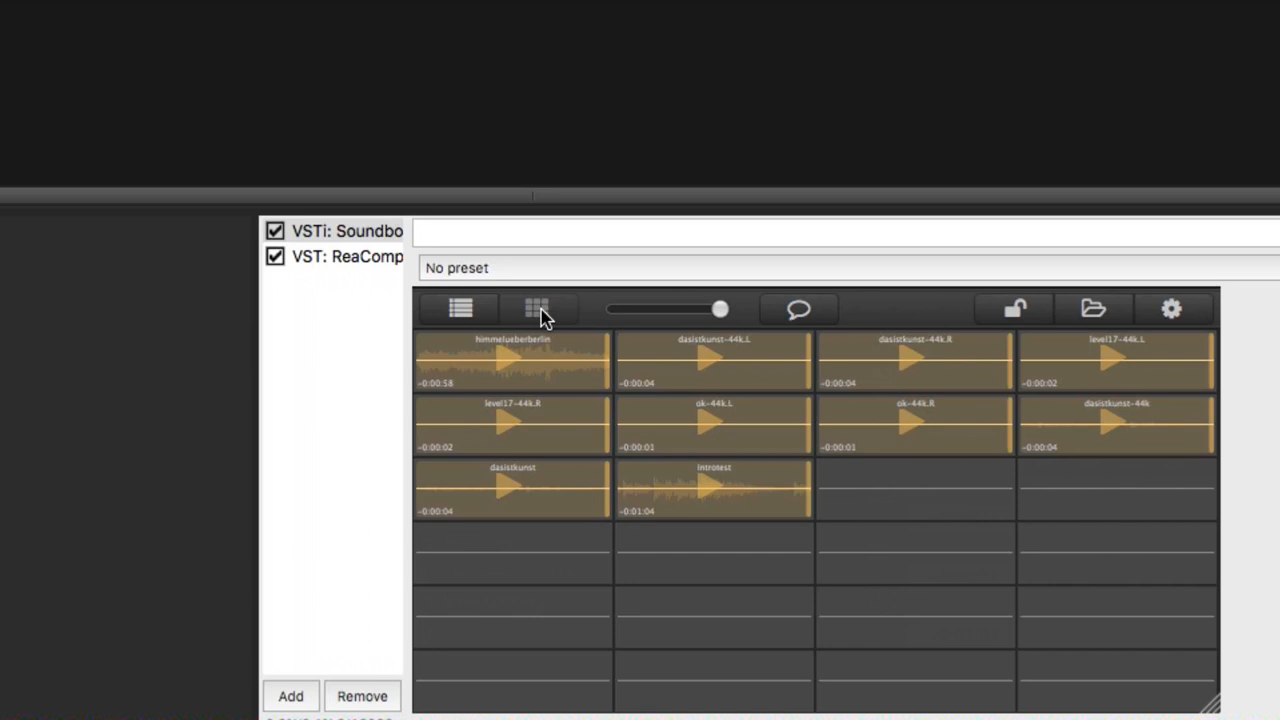 VSTi: Soundbo
VST: ReaComp
No preset
himmelueberberlin
dasistkunst-44k.L
dasistkunst-44k.R
level17-44k.L
-0:00:58
-0:00:04
-0:00:04
-0:00:02
level17-44k.R
ok-44k.L
ok-44k.R
dasistkunst-44k
-0:00:02
-0:00:01
-0:00:01
-0:00:04
dasistkunst
Introtest
-0:00:04
-0:01:04
Add
Remove